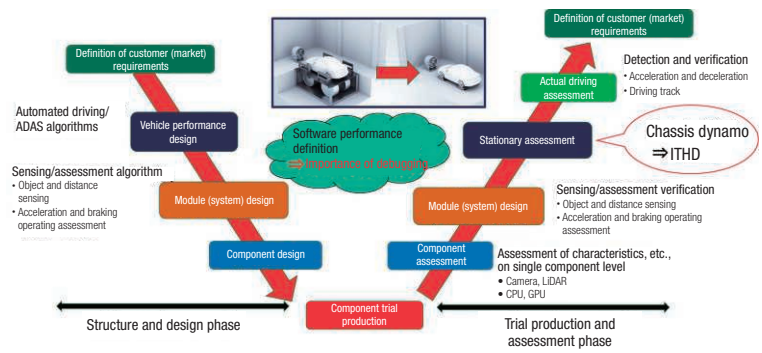 Definition of customer (market)
requirements
Automated driving/
ADAS algorithms
Vehicle performance
design
Sensing/assessment algorithm
• Object and distance
sensing
• Acceleration and braking
operating assessment
Module (system) design
Component design
Structure and design phase
Software performance
definition
⇒Importance of debugging
Component trial
production
Definition of customer (market)
requirements
Actual driving
assessment
Detection and verification
• Acceleration and deceleration
• Driving track
Stationary assessment
Chassis dynamo
⇒ITHD
Module (system) design
Sensing/assessment verification
• Object and distance sensing
• Acceleration and braking operating
assessment
Component
assessment
Assessment of characteristics, etc.,
on single component level
• Camera, LiDAR
• CPU, GPU
Trial production and
assessment phase